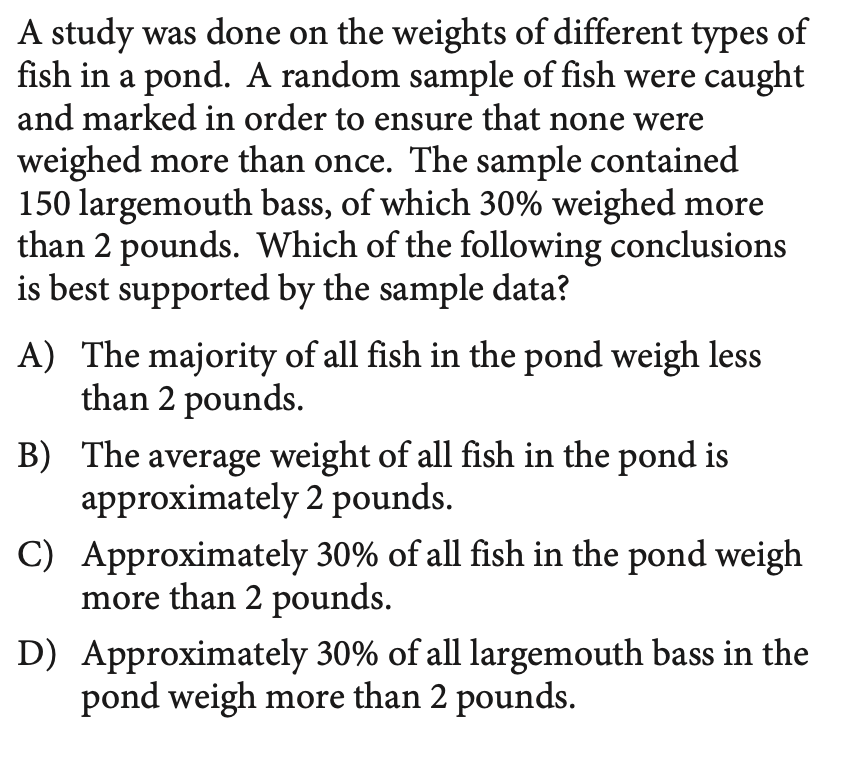 A study was done on the weights of different types of
fish in a pond. A random sample of fish were caught
and marked in order to ensure that none were
weighed more than once. The sample contained
150 largemouth bass, of which 30% weighed more
than 2 pounds. Which of the following conclusions
is best supported by the sample data?
A) The majority of all fish in the pond weigh less
than 2 pounds.
B) The average weight of all fish in the pond is
approximately 2 pounds.
C) Approximately 30% of all fish in the pond weigh
more than 2 pounds.
D) Approximately 30% of all largemouth bass in the
pond weigh more than 2 pounds.